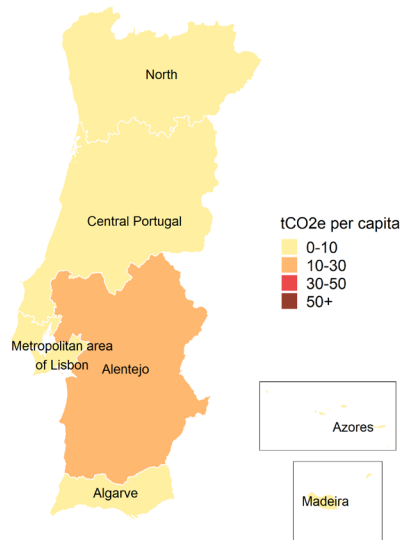 North
Central Portugal
tCO2e per capita
0-10
10-30
30-50
50+
Metropolitan area
of Lisbon
Alentejo
Azores
Algarve
Madeira